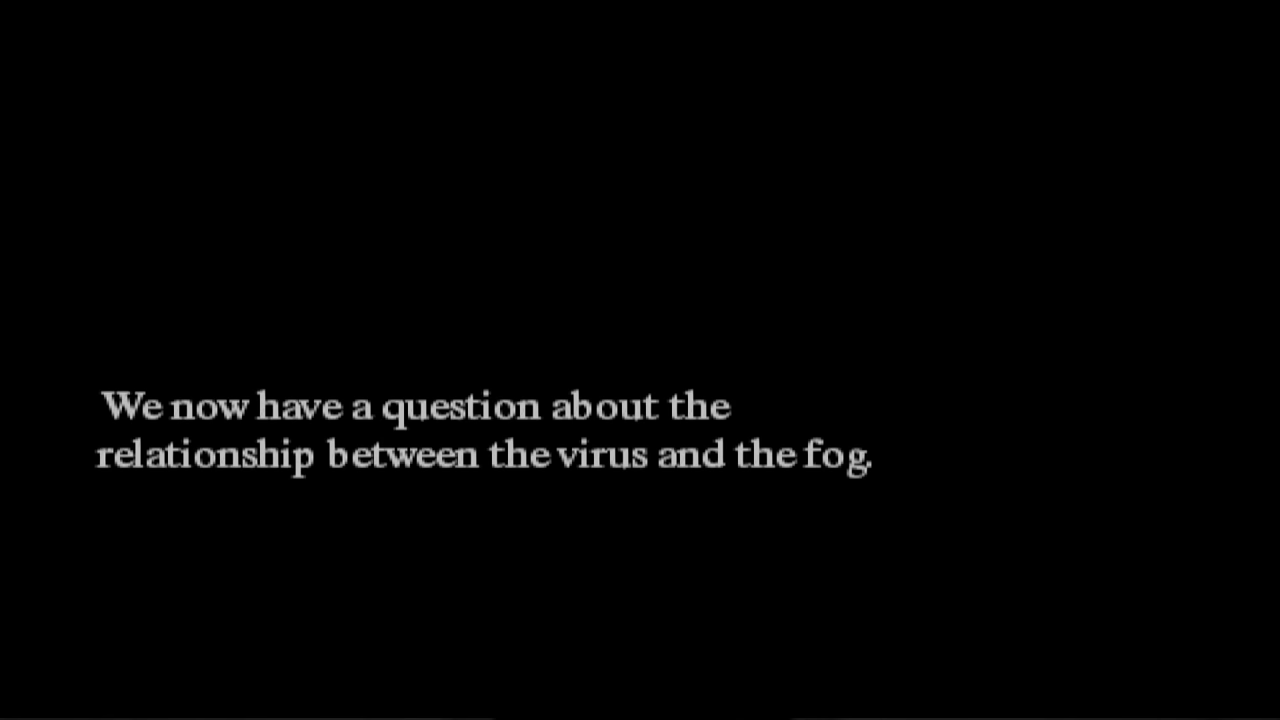 We now have a question about the
relationship between the virus and the fog.